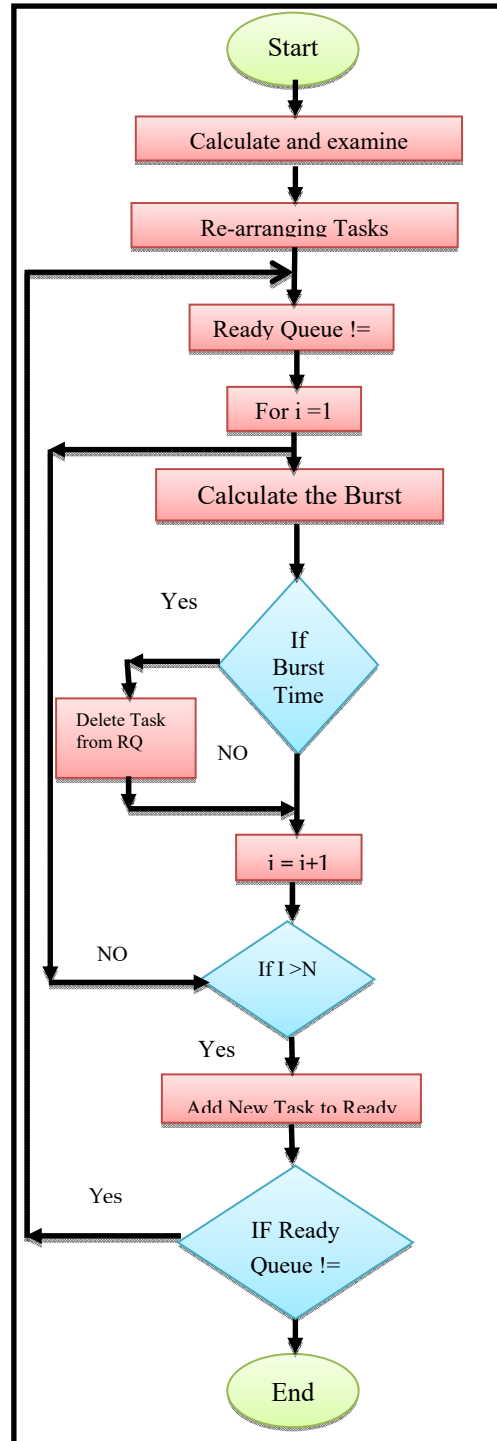 Start
Calculate and examine
Re-arranging Tasks
Ready Queue !=
For i =1
Calculate the Burst
Yes
If
Burst
Time
Delete Task
from RQ
NO
i = i+1
NO
If I >N
Yes
Add New Task to Ready
Yes
IF Ready
Queue !=
End